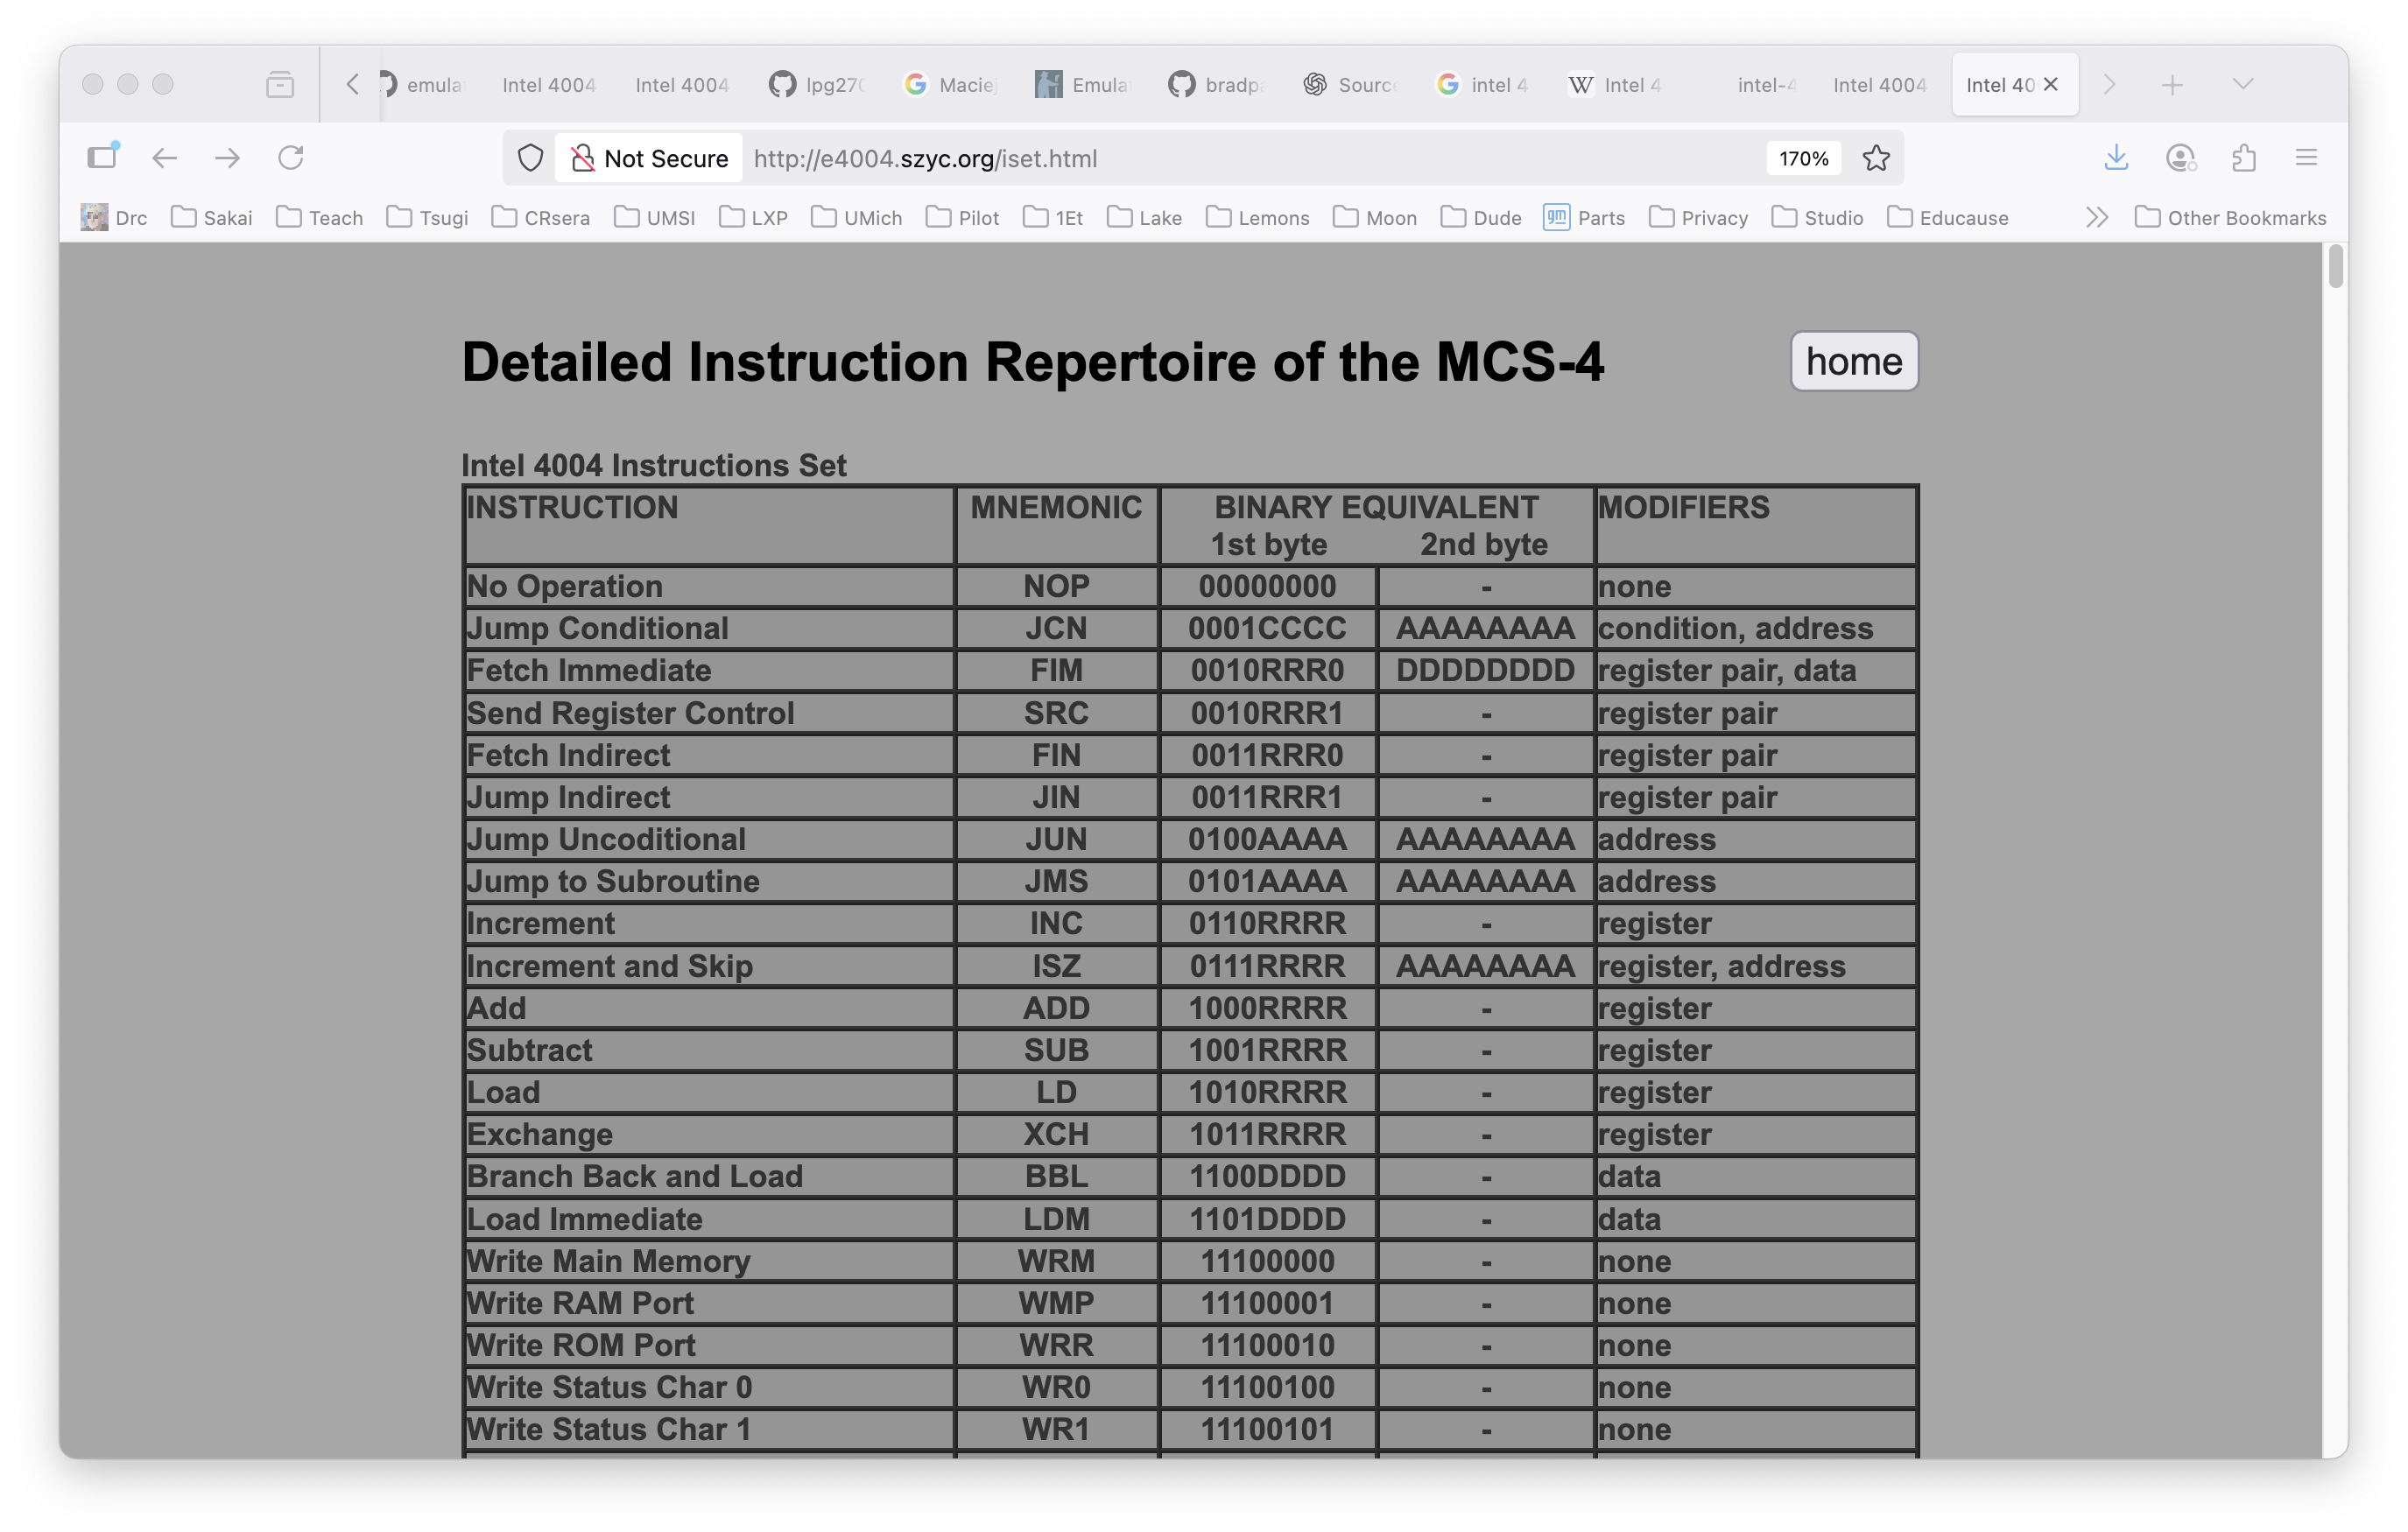 emula
Intel 4004
Intel 4004
lpg27
Maciej
Emula
bradp
Source
intel 4
Intel 4
intel-4
Intel 4004
Intel 40
Not Secure
http://e4004.szyc.org/iset.html
170%
Drc
Sakai
Teach
Tsugi
CRsera
UMSI
LXP
UMich
Pilot
1Et
Lake
Lemons
Moon
Dude
gm
Parts
Privacy
Studio
Educause
Other Bookmarks
Detailed Instruction Repertoire of the MCS-4
home
Intel 4004 Instructions Set
INSTRUCTION MNEMONIC BINARY EQUIVALENT MODIFIERS
1st byte 2nd byte
No Operation NOP 00000000 - none
Jump Conditional JCN 0001CCCC AAAAAAAA condition, address
Fetch Immediate FIM 0010RRR0 DDDDDDDD register pair, data
Send Register Control SRC 0010RRR1 - register pair
Fetch Indirect FIN 0011RRR0 - register pair
Jump Indirect JIN 0011RRR1 - register pair
Jump Uncoditional JUN 0100AAAA AAAAAAAA address
Jump to Subroutine JMS 0101AAAA AAAAAAAA address
Increment INC 0110RRRR - register
Increment and Skip ISZ 0111RRRR AAAAAAAA register, address
Add ADD 1000RRRR - register
Subtract SUB 1001RRRR - register
Load LD 1010RRRR - register
Exchange XCH 1011RRRR - register
Branch Back and Load BBL 1100DDDD - data
Load Immediate LDM 1101DDDD - data
Write Main Memory WRM 11100000 - none
Write RAM Port WMP 11100001 - none
Write ROM Port WRR 11100010 - none
Write Status Char 0 WR0 11100100 - none
Write Status Char 1 WR1 11100101 - none